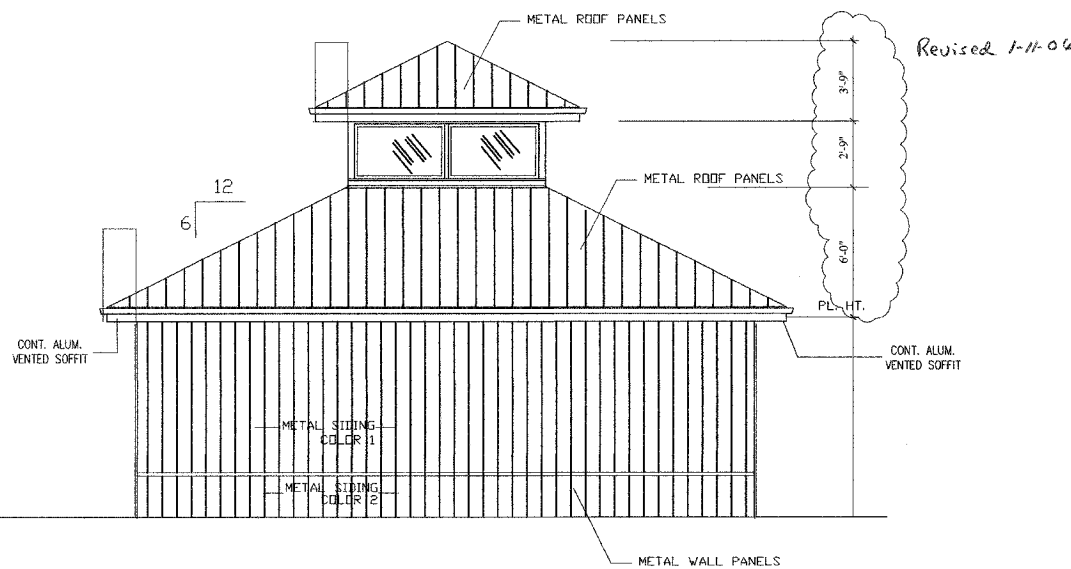 METAL ROOF PANELS
Revised 1-11-06
3'-9"
2'-9"
METAL ROOF PANELS
12
6
6'-0"
PL. HT.
CONT. ALUM.
VENTED SOFFIT
CONT. ALUM.
VENTED SOFFIT
METAL SIDING
COLOR 1
METAL SIDING
COLOR 2
METAL WALL PANELS